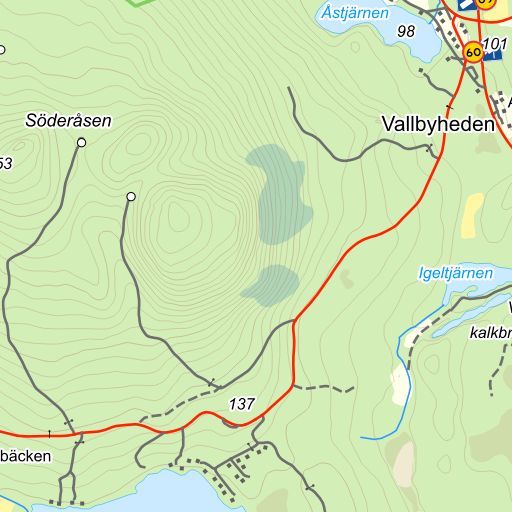 Åstjärnen
98
101
60
Söderåsen
Vallbyheden
53
Igeltjärnen
kalkbr
137
bäcken